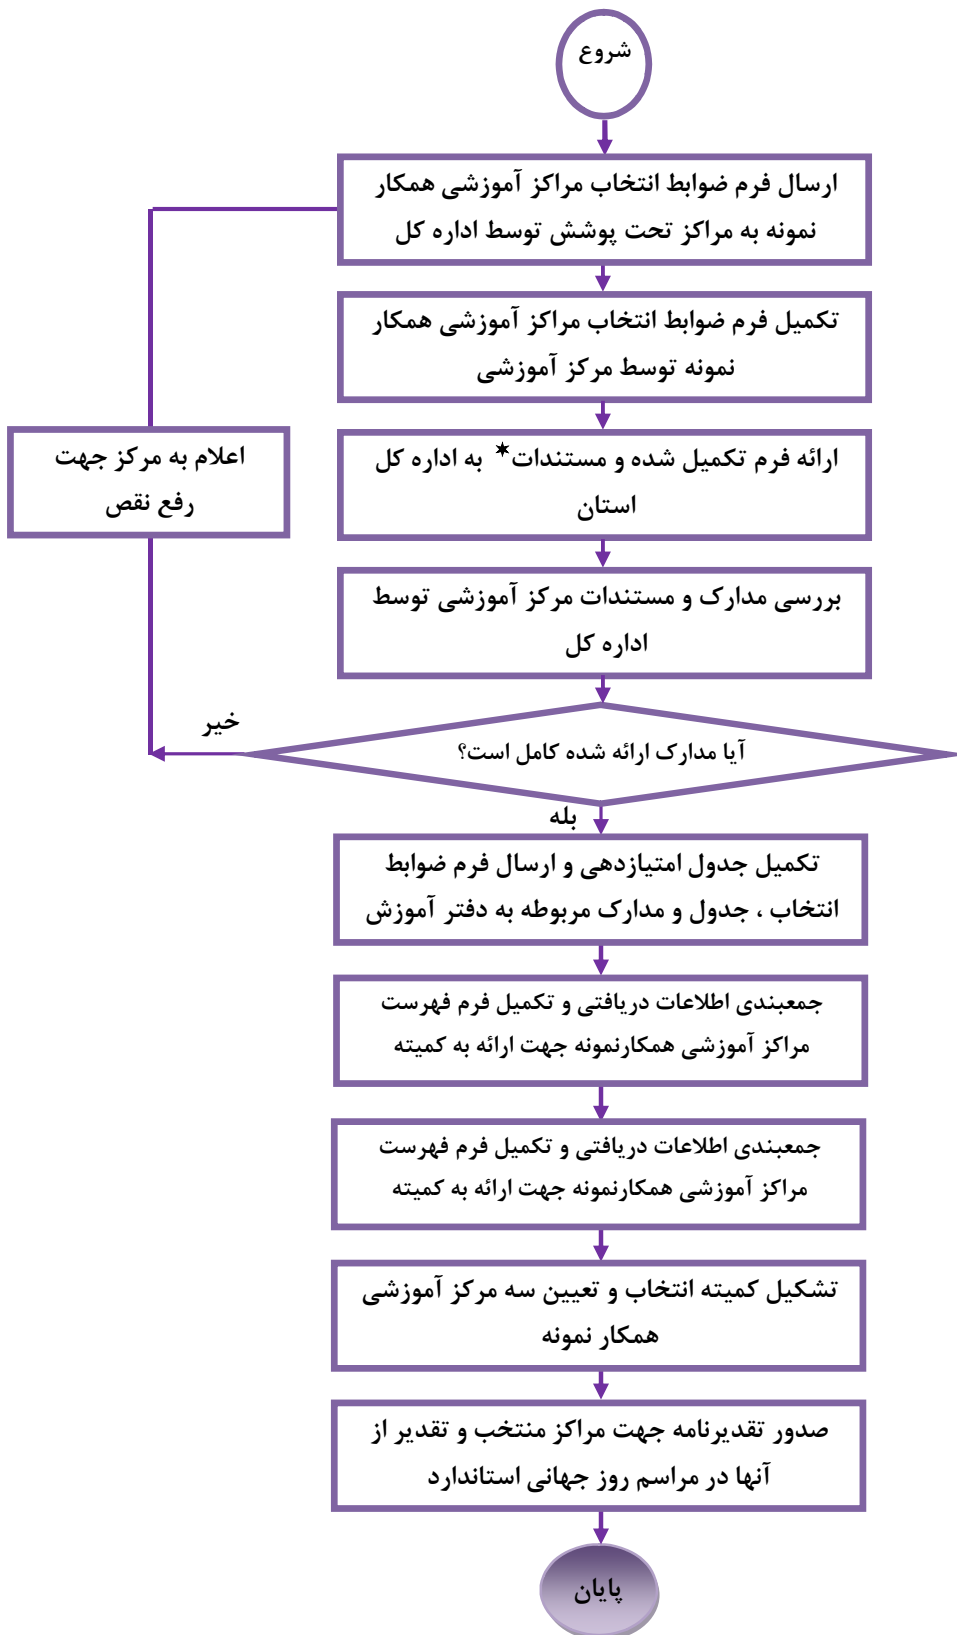 شروع
ارسال فرم ضوابط انتخاب مراکز آموزشی همکار
نمونه به مراکز تحت پوشش توسط اداره کل
تکمیل فرم ضوابط انتخاب مراکز آموزشی همکار
نمونه توسط مرکز آموزشی
ارائه فرم تکمیل شده و مستندات* به اداره کل
استان
اعلام به مرکز جهت
رفع نقص
بررسی مدارک و مستندات مرکز آموزشی توسط
اداره کل
خیر
آیا مدارک ارائه شده کامل است؟
بله
تکمیل جدول امتیازدهی و ارسال فرم ضوابط
انتخاب ، جدول و مدارک مربوطه به دفتر آموزش
جمعبندی اطلاعات دریافتی و تکمیل فرم فهرست
مراکز آموزشی همکارنمونه جهت ارائه به کمیته
جمعبندی اطلاعات دریافتی و تکمیل فرم فهرست
مراکز آموزشی همکارنمونه جهت ارائه به کمیته
تشکیل کمیته انتخاب و تعیین سه مرکز آموزشی
همکار نمونه
صدور تقدیرنامه جهت مراکز منتخب و تقدیر از
آنها در مراسم روز جهانی استاندارد
پایان